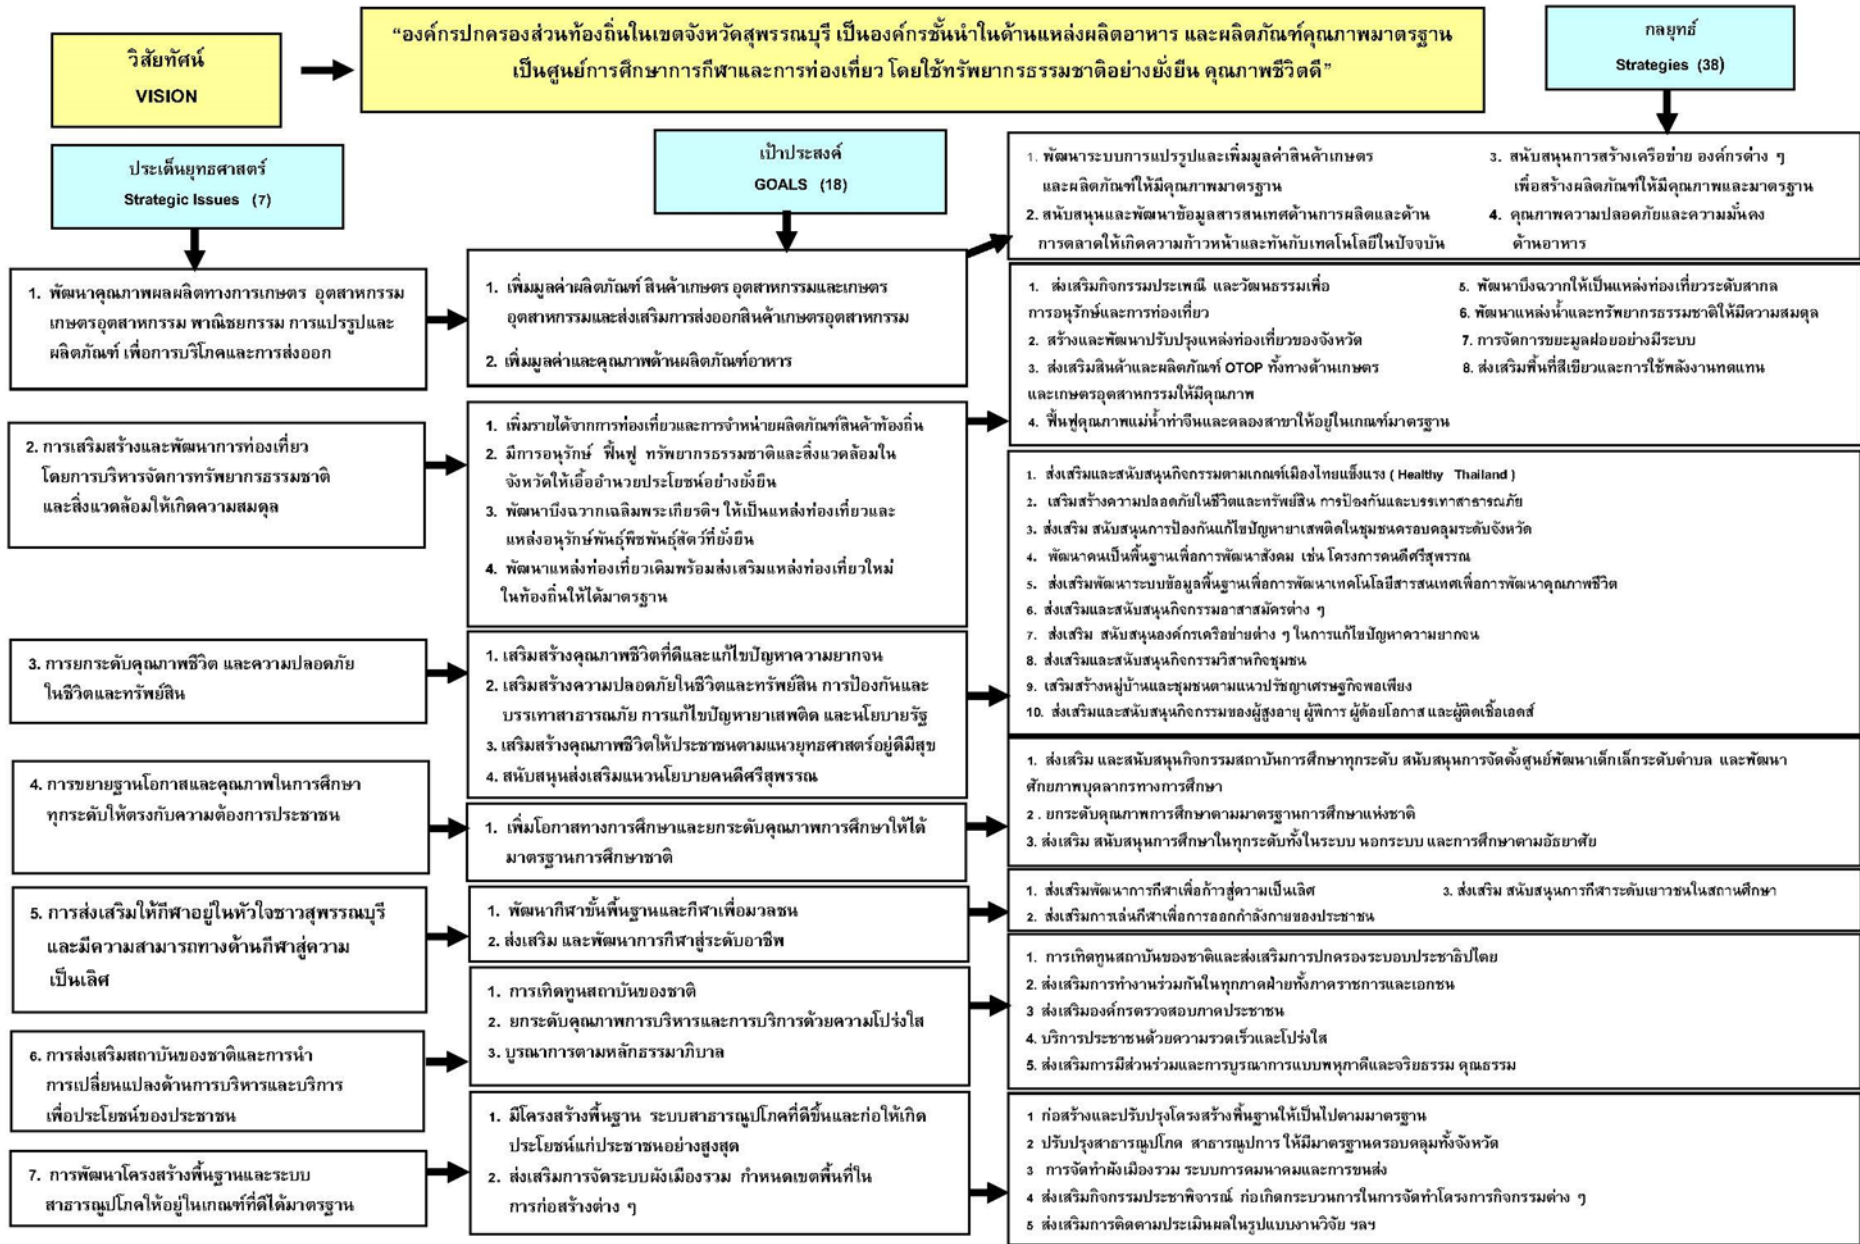 วิสัยทัศน์
VISION
“องค์กรปกครองส่วนท้องถิ่นในเขตจังหวัดสุพรรณบุรี เป็นองค์กรชั้นนำในด้านแหล่งผลิตอาหาร และผลิตภัณฑ์คุณภาพมาตรฐาน
เป็นศูนย์การศึกษาการกีฬาและการท่องเที่ยว โดยใช้ทรัพยากรธรรมชาติอย่างยั่งยืน คุณภาพชีวิตดี”
กลยุทธ์
Strategies (38)
ประเด็นยุทธศาสตร์
Strategic Issues (7)
เป้าประสงค์
GOALS (18)
1. พัฒนาคุณภาพผลผลิตทางการเกษตร อุตสาหกรรม
เกษตรอุตสาหกรรม พาณิชยกรรม การแปรรูปและ
ผลิตภัณฑ์ เพื่อการบริโภคและการส่งออก
1. เพิ่มมูลค่าผลิตภัณฑ์ สินค้าเกษตร อุตสาหกรรมและเกษตร
อุตสาหกรรมและส่งเสริมการส่งออกสินค้าเกษตรอุตสาหกรรม
2. เพิ่มมูลค่าและคุณภาพด้านผลิตภัณฑ์อาหาร
1. พัฒนาระบบการแปรรูปและเพิ่มมูลค่าสินค้าเกษตร
และผลิตภัณฑ์ให้มีคุณภาพมาตรฐาน
2. สนับสนุนและพัฒนาข้อมูลสารสนเทศด้านการผลิตและด้าน
การตลาดให้เกิดความก้าวหน้าและทันกับเทคโนโลยีในปัจจบัน
3. สนับสนุนการสร้างเครือข่าย องค์กรต่าง ๆ
เพื่อสร้างผลิตภัณฑ์ให้มีคุณภาพและมาตรฐาน
4. คุณภาพความปลอดภัยและความมั่นคง
ด้านอาหาร
2. การเสริมสร้างและพัฒนาการท่องเที่ยว
โดยการบริหารจัดการทรัพยากรธรรมชาติ
และสิ่งแวดล้อมให้เกิดความสมดุล
1. เพิ่มรายได้จากการท่องเที่ยวและการจำหน่ายผลิตภัณฑ์สินค้าท้องถิ่น
2. มีการอนุรักษ์ ฟื้นฟู ทรัพยากรธรรมชาติและสิ่งแวดล้อมใน
จังหวัดให้เอื้ออำนวยประโยชน์อย่างยั่งยืน
3. พัฒนาบึงฉวากเฉลิมพระเกียรติฯ ให้เป็นแหล่งท่องเที่ยวและ
แหล่งอนุรักษ์พันธุ์พืชพันธุ์สัตว์ที่ยั่งยืน
4. พัฒนาแหล่งท่องเที่ยวเดิมพร้อมส่งเสริมแหล่งท่องเที่ยวใหม่
ในท้องถิ่นให้ได้มาตรฐาน
1. ส่งเสริมกิจกรรมประเพณี และวัฒนธรรมเพื่อ
การอนุรักษ์และการท่องเที่ยว
2. สร้างและพัฒนาปรับปรุงแหล่งท่องเที่ยวของจังหวัด
3. ส่งเสริมสินค้าและผลิตภัณฑ์ OTOP ทั้งทางด้านเกษตร
และเกษตรอุตสาหกรรมให้มีคุณภาพ
4. ฟื้นฟูคุณภาพแม่น้ำท่าจีนและคลองสาขาให้อยู่ในเกณฑ์มาตรฐาน
5. พัฒนาบึงฉวากให้เป็นแหล่งท่องเที่ยวระดับสากล
6. พัฒนาแหล่งน้ำและทรัพยากรธรรมชาติให้มีความสมดุล
7. การจัดการขยะมูลฝอยอย่างมีระบบ
8. ส่งเสริมพื้นที่สีเขียวและการใช้พลังงานทดแทน
3. การยกระดับคุณภาพชีวิต และความปลอดภัย
ในชีวิตและทรัพย์สิน
1. เสริมสร้างคุณภาพชีวิตที่ดีและแก้ไขปัญหาความยากจน
2. เสริมสร้างความปลอดภัยในชีวิตและทรัพย์สิน การป้องกันและ
บรรเทาสาธารณภัย การแก้ไขปัญหายาเสพติด และนโยบายรัฐ
3. เสริมสร้างคุณภาพชีวิตให้ประชาชนตามแนวยุทธศาสตร์อยู่ดีมีสุข
4. สนับสนุนส่งเสริมแนวนโยบายคนดีศรีสุพรรณ
1. ส่งเสริมและสนับสนุนกิจกรรมตามเกณฑ์เมืองไทยแข็งแรง ( Healthy Thailand )
2. เสริมสร้างความปลอดภัยในชีวิตและทรัพย์สิน การป้องกันและบรรเทาสาธารณภัย
3. ส่งเสริม สนับสนุนการป้องกันแก้ไขปัญหายาเสพติดในชุมชนครอบคลุมระดับจังหวัด
4. พัฒนาคนเป็นพื้นฐานเพื่อการพัฒนาสังคม เช่น โครงการคนดีศรีสุพรรณ
5. ส่งเสริมพัฒนาระบบข้อมูลพื้นฐานเพื่อการพัฒนาเทคโนโลยีสารสนเทศเพื่อการพัฒนาคุณภาพชีวิต
6. ส่งเสริมและสนับสนุนกิจกรรมอาสาสมัครต่าง ๆ
7. ส่งเสริม สนับสนุนองค์กรเครือข่ายต่าง ๆ ในการแก้ไขปัญหาความยากจน
8. ส่งเสริมและสนับสนุนกิจกรรมวิสาหกิจชุมชน
9. เสริมสร้างหมู่บ้านและชุมชนตามแนวปรัชญาเศรษฐกิจพอเพียง
10. ส่งเสริมและสนับสนุนกิจกรรมของผู้สูงอายุ ผู้พิการ ผู้ด้อยโอกาส และผู้ติดเชื้อเอดส์
4. การขยายฐานโอกาสและคุณภาพในการศึกษา
ทุกระดับให้ตรงกับความต้องการประชาชน
1. เพิ่มโอกาสทางการศึกษาและยกระดับคุณภาพการศึกษาให้ได้
มาตรฐานการศึกษาชาติ
1. ส่งเสริม และสนับสนุนกิจกรรมสถาบันการศึกษาทุกระดับ สนับสนุนการจัดตั้งศูนย์พัฒนาเด็กเล็กระดับตำบล และพัฒนา
ศักยภาพบุคลากรทางการศึกษา
2 . ยกระดับคุณภาพการศึกษาตามมาตรฐานการศึกษาแห่งชาติ
3. ส่งเสริม สนับสนุนการศึกษาในทุกระดับทั้งในระบบ นอกระบบ และการศึกษาตามอัธยาศัย
5. การส่งเสริมให้กีฬาอยู่ในหัวใจชาวสุพรรณบุรี
และมีความสามารถทางด้านกีฬาสู่ความ
เป็นเลิศ
1. พัฒนากีฬาขั้นพื้นฐานและกีฬาเพื่อมวลชน
2. ส่งเสริม และพัฒนาการกีฬาสู่ระดับอาชีพ
1. ส่งเสริมพัฒนาการกีฬาเพื่อก้าวสู่ความเป็นเลิศ
2. ส่งเสริมการเล่นกีฬาเพื่อการออกกำลังกายของประชาชน
3. ส่งเสริม สนับสนุนการกีฬาระดับเยาวชนในสถานศึกษา
6. การส่งเสริมสถาบันของชาติและการนำ
การเปลี่ยนแปลงด้านการบริหารและบริการ
เพื่อประโยชน์ของประชาชน
1. การเทิดทูนสถาบันของชาติ
2. ยกระดับคุณภาพการบริหารและการบริการด้วยความโปร่งใส
3. บูรณาการตามหลักธรรมาภิบาล
1. การเทิดทูนสถาบันของชาติและส่งเสริมการปกครองระบอบประชาธิปไตย
2. ส่งเสริมการทำงานร่วมกันในทุกภาคฝ่ายทั้งภาคราชการและเอกชน
3 ส่งเสริมองค์กรตรวจสอบภาคประชาชน
4. บริการประชาชนด้วยความรวดเร็วและโปร่งใส
5. ส่งเสริมการมีส่วนร่วมและการบูรณาการแบบพหุภาคีและจริยธรรม คุณธรรม
7. การพัฒนาโครงสร้างพื้นฐานและระบบ
สาธารณูปโภคให้อยู่ในเกณฑ์ที่ดีได้มาตรฐาน
1. มีโครงสร้างพื้นฐาน ระบบสาธารณูปโภคที่ดีขึ้นและก่อให้เกิด
ประโยชน์แก่ประชาชนอย่างสูงสุด
2. ส่งเสริมการจัดระบบผังเมืองรวม กำหนดเขตพื้นที่ใน
การก่อสร้างต่าง ๆ
1 ก่อสร้างและปรับปรุงโครงสร้างพื้นฐานให้เป็นไปตามมาตรฐาน
2 ปรับปรุงสาธารณูปโภค สาธารณูปการ ให้มีมาตรฐานครอบคลุมทั้งจังหวัด
3 การจัดทำผังเมืองรวม ระบบการคมนาคมและการขนส่ง
4 ส่งเสริมกิจกรรมประชาพิจารณ์ ก่อเกิดกระบวนการในการจัดทำโครงการกิจกรรมต่าง ๆ
5 ส่งเสริมการติดตามประเมินผลในรูปแบบงานวิจัย ฯลฯ